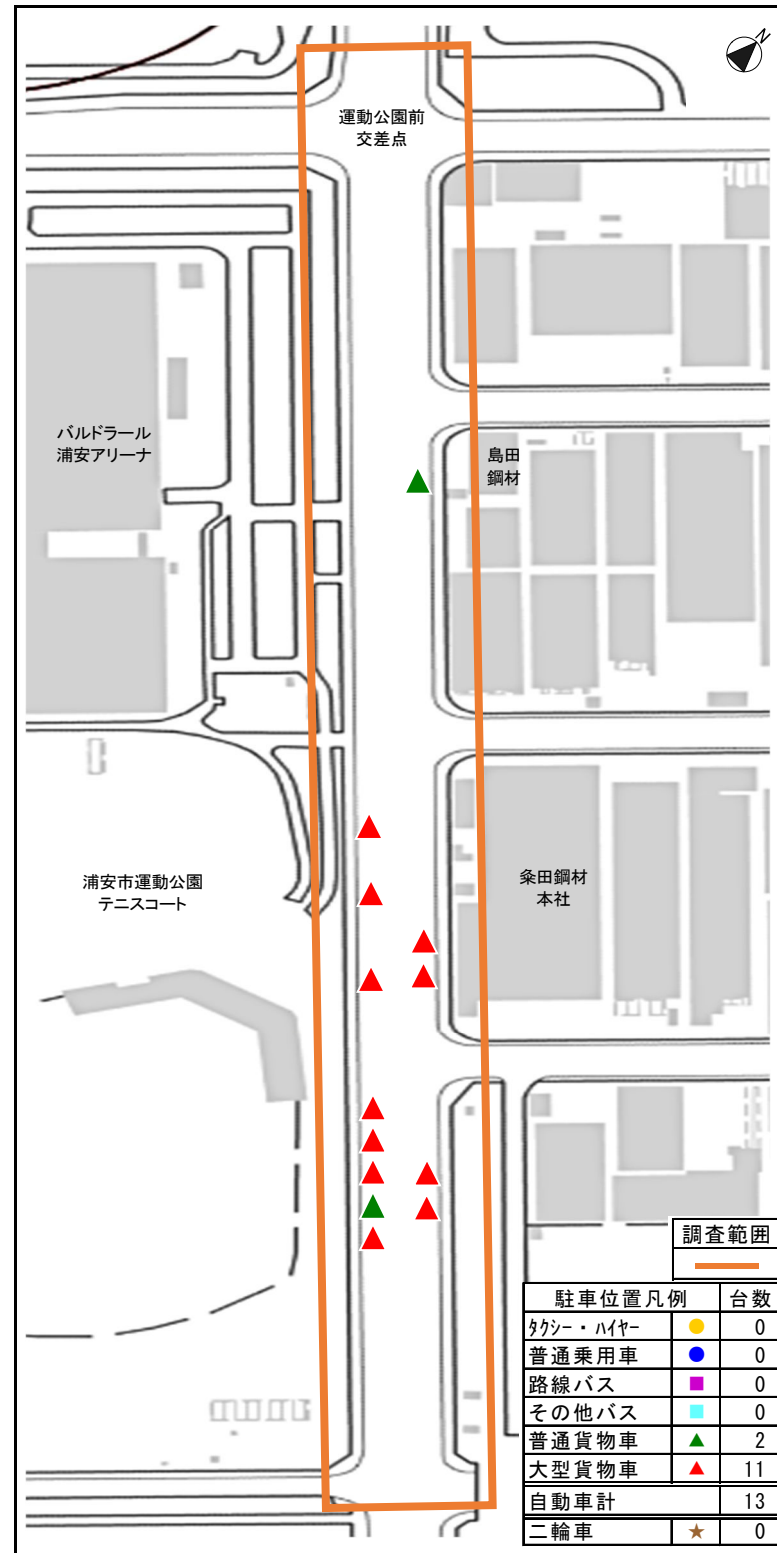 N
運動公園前
交差点
バルドラール
浦安アリーナ
島田
鋼材
浦安市運動公園
テニスコート
粂田鋼材
本社
調査範囲
駐車位置凡例 台数
ﾀｸｼｰ・ﾊｲﾔｰ 0
普通乗用車 0
路線バス 0
その他バス 0
普通貨物車 2
大型貨物車 11
自動車計 13
二輪車 0